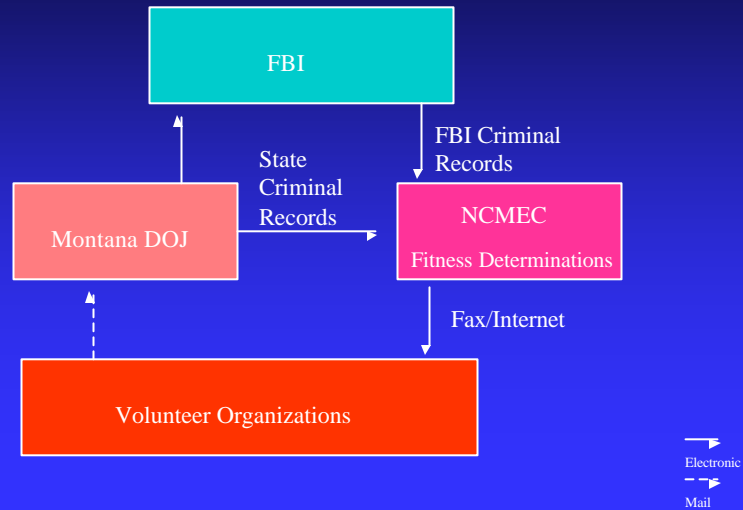 FBI
FBI Criminal
Records
State
Criminal
Records
Montana DOJ
NCMEC
Fitness Determinations
Fax/Internet
Volunteer Organizations
Electronic
Mail